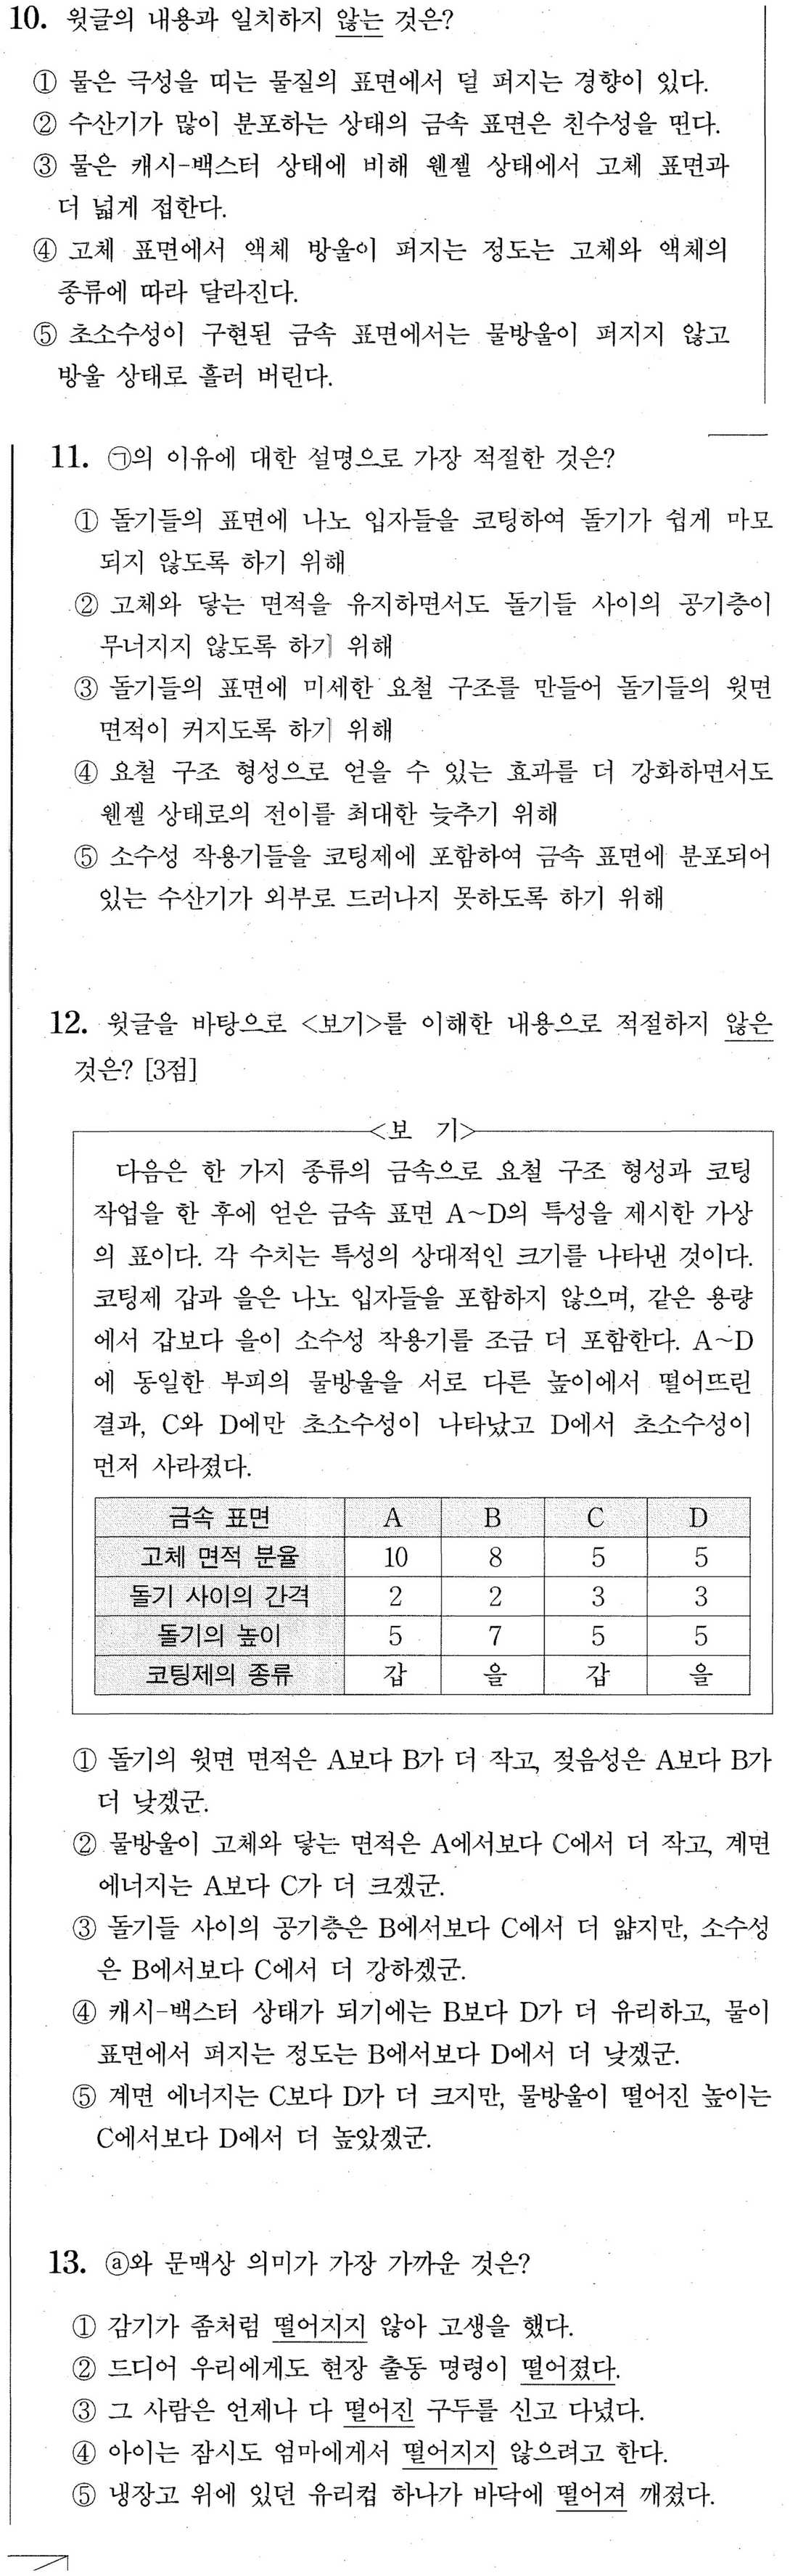 10. 윗글의 내용과 일치하지 않는 것은?
① 물은 극성을 띠는 물질의 표면에서 덜 퍼지는 경향이 있다.
② 수산기가 많이 분포하는 상태의 금속 표면은 친수성을 띤다.
③ 물은 캐시-백스터 상태에 비해 웬젤 상태에서 고체 표면과
더 넓게 접한다.
④ 고체 표면에서 액체 방울이 퍼지는 정도는 고체와 액체의
종류에 따라 달라진다.
⑤ 초소수성이 구현된 금속 표면에서는 물방울이 퍼지지 않고
방울 상태로 흘러 버린다.
11. ㉠의 이유에 대한 설명으로 가장 적절한 것은?
① 돌기들의 표면에 나노 입자들을 코팅하여 돌기가 쉽게 마모
되지 않도록 하기 위해
② 고체와 닿는 면적을 유지하면서도 돌기들 사이의 공기층이
무너지지 않도록 하기 위해
③ 돌기들의 표면에 미세한 요철 구조를 만들어 돌기들의 윗면
면적이 커지도록 하기 위해
④ 요철 구조 형성으로 얻을 수 있는 효과를 더 강화하면서도
웬젤 상태로의 전이를 최대한 늦추기 위해
⑤ 소수성 작용기들을 코팅제에 포함하여 금속 표면에 분포되어
있는 수산기가 외부로 드러나지 못하도록 하기 위해
12. 윗글을 바탕으로 <보기>를 이해한 내용으로 적절하지 않은
것은? [3점]
<보 기>
다음은 한 가지 종류의 금속으로 요철 구조 형성과 코팅
작업을 한 후에 얻은 금속 표면 A~D의 특성을 제시한 가상
의 표이다. 각 수치는 특성의 상대적인 크기를 나타낸 것이다.
코팅제 갑과 을은 나노 입자들을 포함하지 않으며, 같은 용량
에서 갑보다 을이 소수성 작용기를 조금 더 포함한다. A~D
에 동일한 부피의 물방울을 서로 다른 높이에서 떨어뜨린
결과, C와 D에만 초소수성이 나타났고 D에서 초소수성이
먼저 사라졌다.
금속 표면 A B C D
고체 면적 분율 10 8 5 5
돌기 사이의 간격 2 2 3 3
돌기의 높이 5 7 5 5
코팅제의 종류 갑 을 갑 을
① 돌기의 윗면 면적은 A보다 B가 더 작고, 젖음성은 A보다 B가
더 낮겠군.
② 물방울이 고체와 닿는 면적은 A에서보다 C에서 더 작고, 계면
에너지는 A보다 C가 더 크겠군.
③ 돌기들 사이의 공기층은 B에서보다 C에서 더 얇지만, 소수성
은 B에서보다 C에서 더 강하겠군.
④ 캐시-백스터 상태가 되기에는 B보다 D가 더 유리하고, 물이
표면에서 퍼지는 정도는 B에서보다 D에서 더 낮겠군.
⑤ 계면 에너지는 C보다 D가 더 크지만, 물방울이 떨어진 높이는
C에서보다 D에서 더 높았겠군.
13. ⓐ와 문맥상 의미가 가장 가까운 것은?
① 감기가 좀처럼 떨어지지 않아 고생을 했다.
② 드디어 우리에게도 현장 출동 명령이 떨어졌다.
③ 그 사람은 언제나 다 떨어진 구두를 신고 다녔다.
④ 아이는 잠시도 엄마에게서 떨어지지 않으려고 한다.
⑤ 냉장고 위에 있던 유리컵 하나가 바닥에 떨어져 깨졌다.